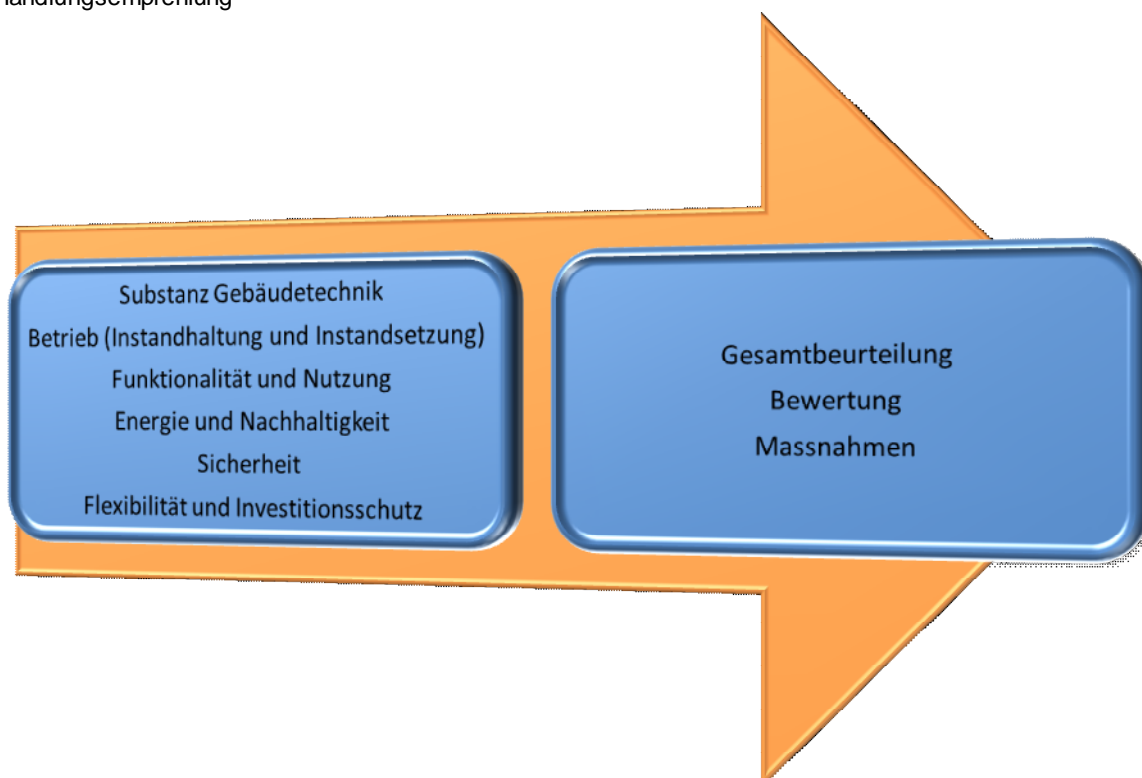 Handlungsempfehlung
Substanz Gebäudetechnik
Betrieb (Instandhaltung und Instandsetzung)
Funktionalität und Nutzung
Energie und Nachhaltigkeit
Sicherheit
Flexibilität und Investitionsschutz
Gesamtbeurteilung
Bewertung
Massnahmen